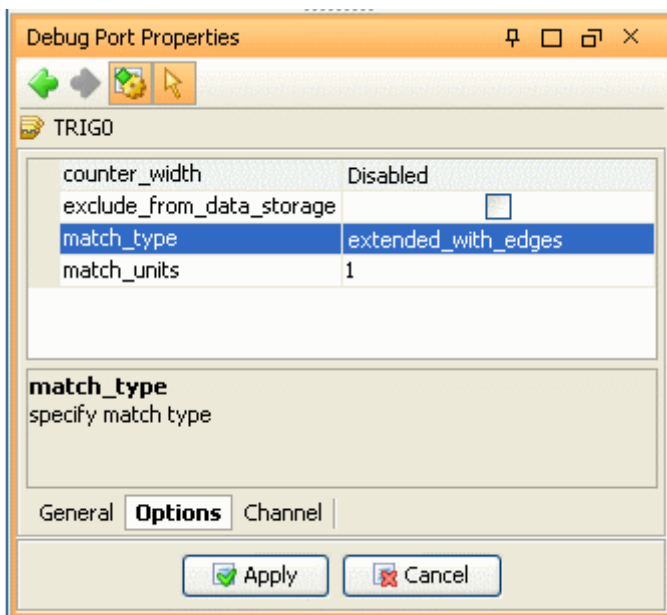 Debug Port Properties
TRIG0
counter_width Disabled
exclude_from_data_storage
match_type extended_with_edges
match_units 1
match_type
specify match type
General Options Channel
Apply Cancel